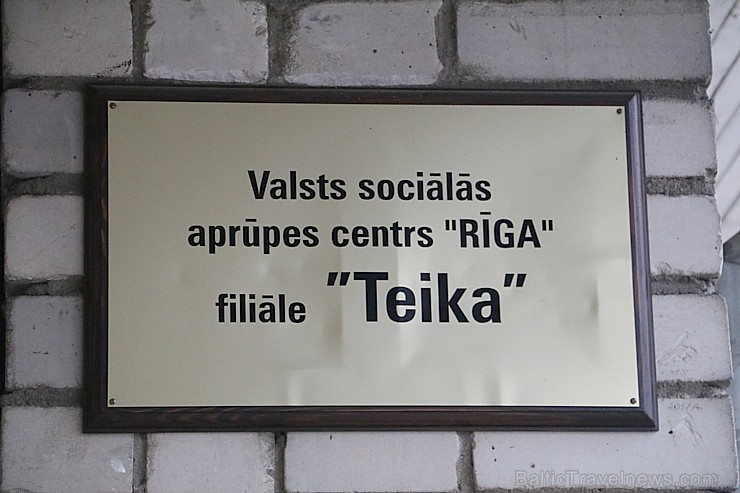 Valsts sociālās
aprūpes centrs "RĪGA"
filiāle "Teika"
BalticTravelnews.com